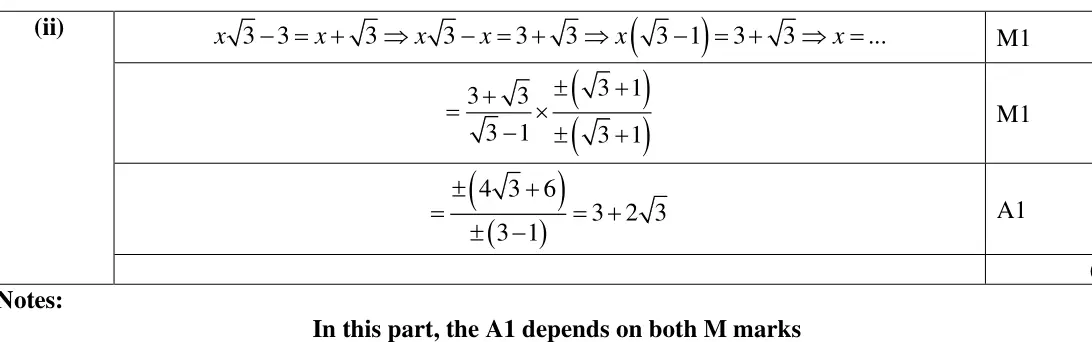 (ii) x√3 − 3 = x + √3 ⇒ x√3 − x = 3 + √3 ⇒ x(√3 − 1) = 3 + √3 ⇒ x = ... M1
= (3 + √3)/(√3 − 1) × ±(√3 + 1)/±(√3 + 1) M1
= ±(4√3 + 6)/±(3 − 1) = 3 + 2√3 A1
Notes:
In this part, the A1 depends on both M marks